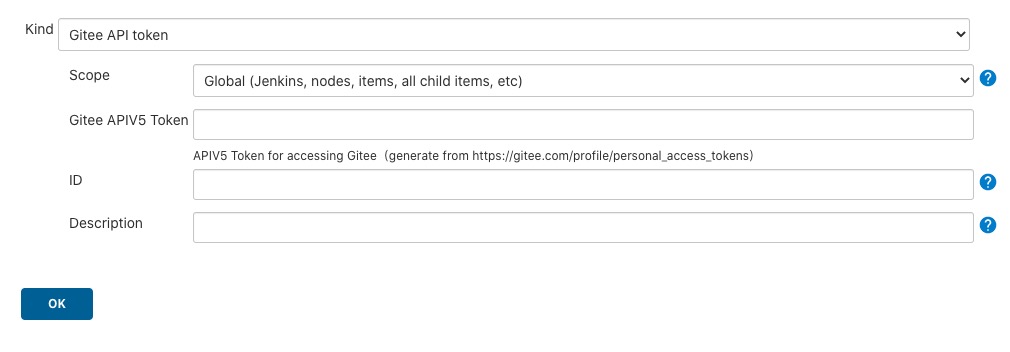 Kind Gitee API token
Scope Global (Jenkins, nodes, items, all child items, etc) ?
Gitee APIV5 Token
APIV5 Token for accessing Gitee (generate from https://gitee.com/profile/personal_access_tokens)
ID ?
Description ?
OK